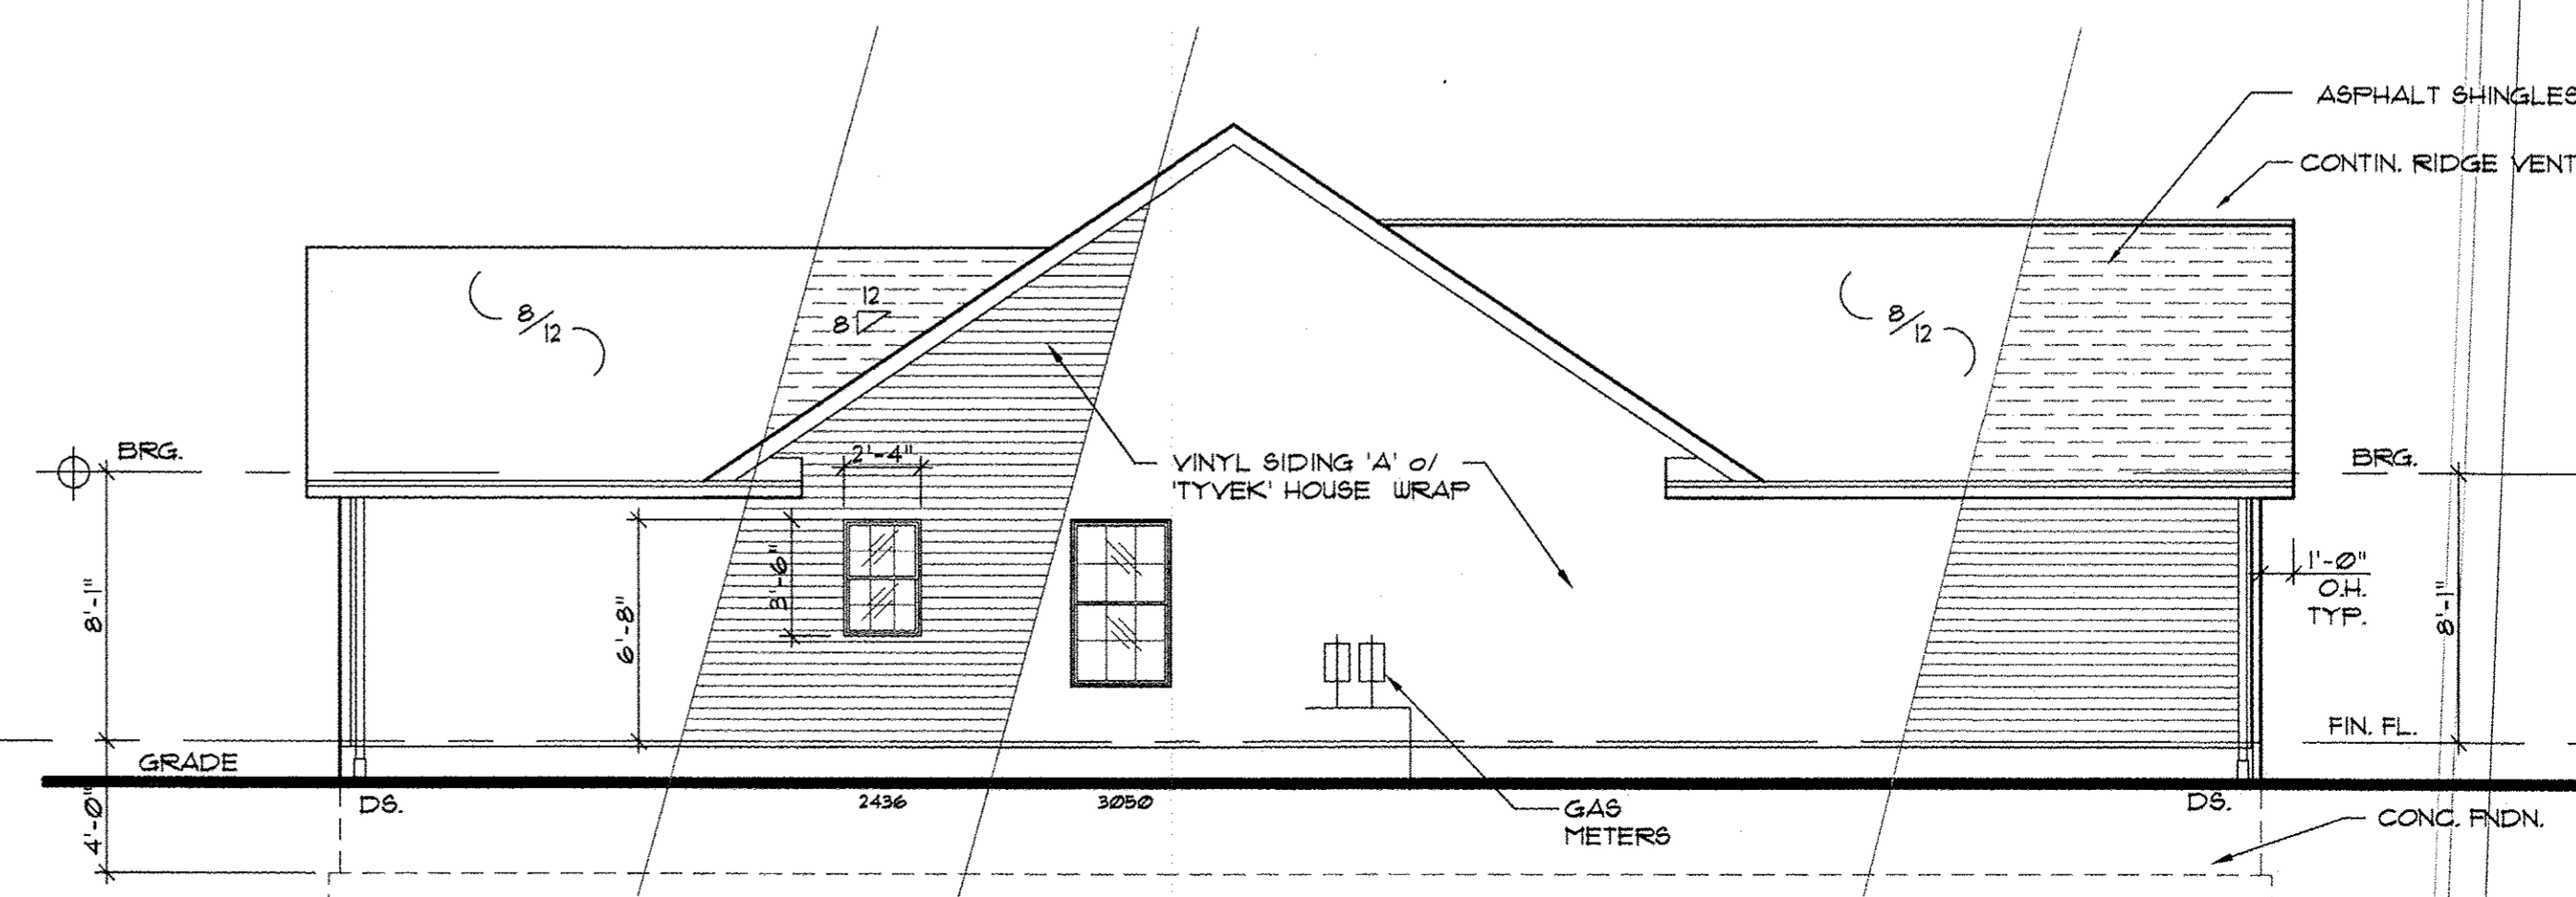 ASPHALT SHINGLES
CONTIN. RIDGE VENT
8/12
12
8
8/12
BRG.
2'-4"
VINYL SIDING 'A' o/
'TYVEK' HOUSE WRAP
BRG.
8'-1"
6'-8"
3'-6"
1'-0"
O.H.
TYP.
8'-1"
FIN. FL.
GRADE
4'-0"
DS.
2436
3050
GAS
METERS
DS.
CONC. FNDN.